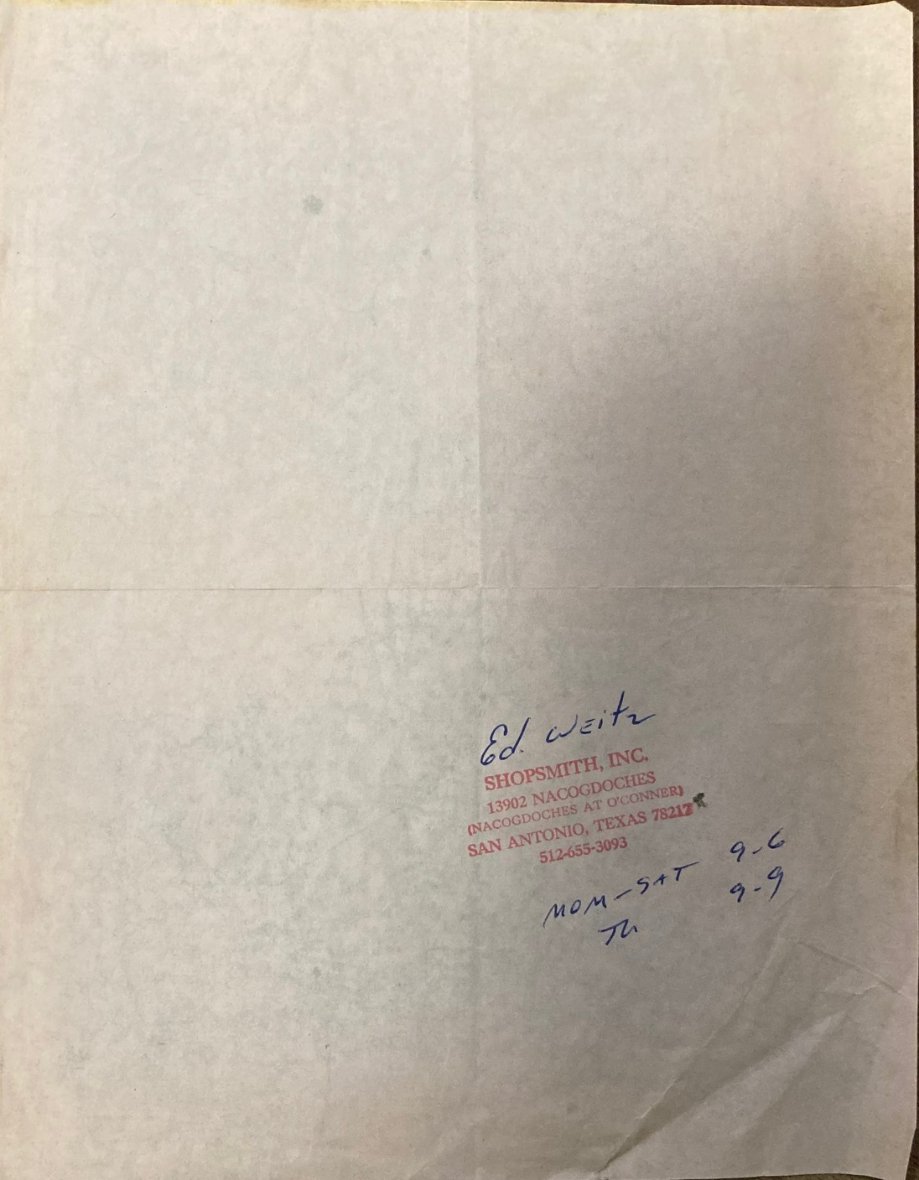 Ed. Weitz
SHOPSMITH, INC.
13902 NACOGDOCHES
(NACOGDOCHES AT O'CONNER)
SAN ANTONIO, TEXAS 78217
512-655-3093
MON-SAT 9-6
Th 9-9